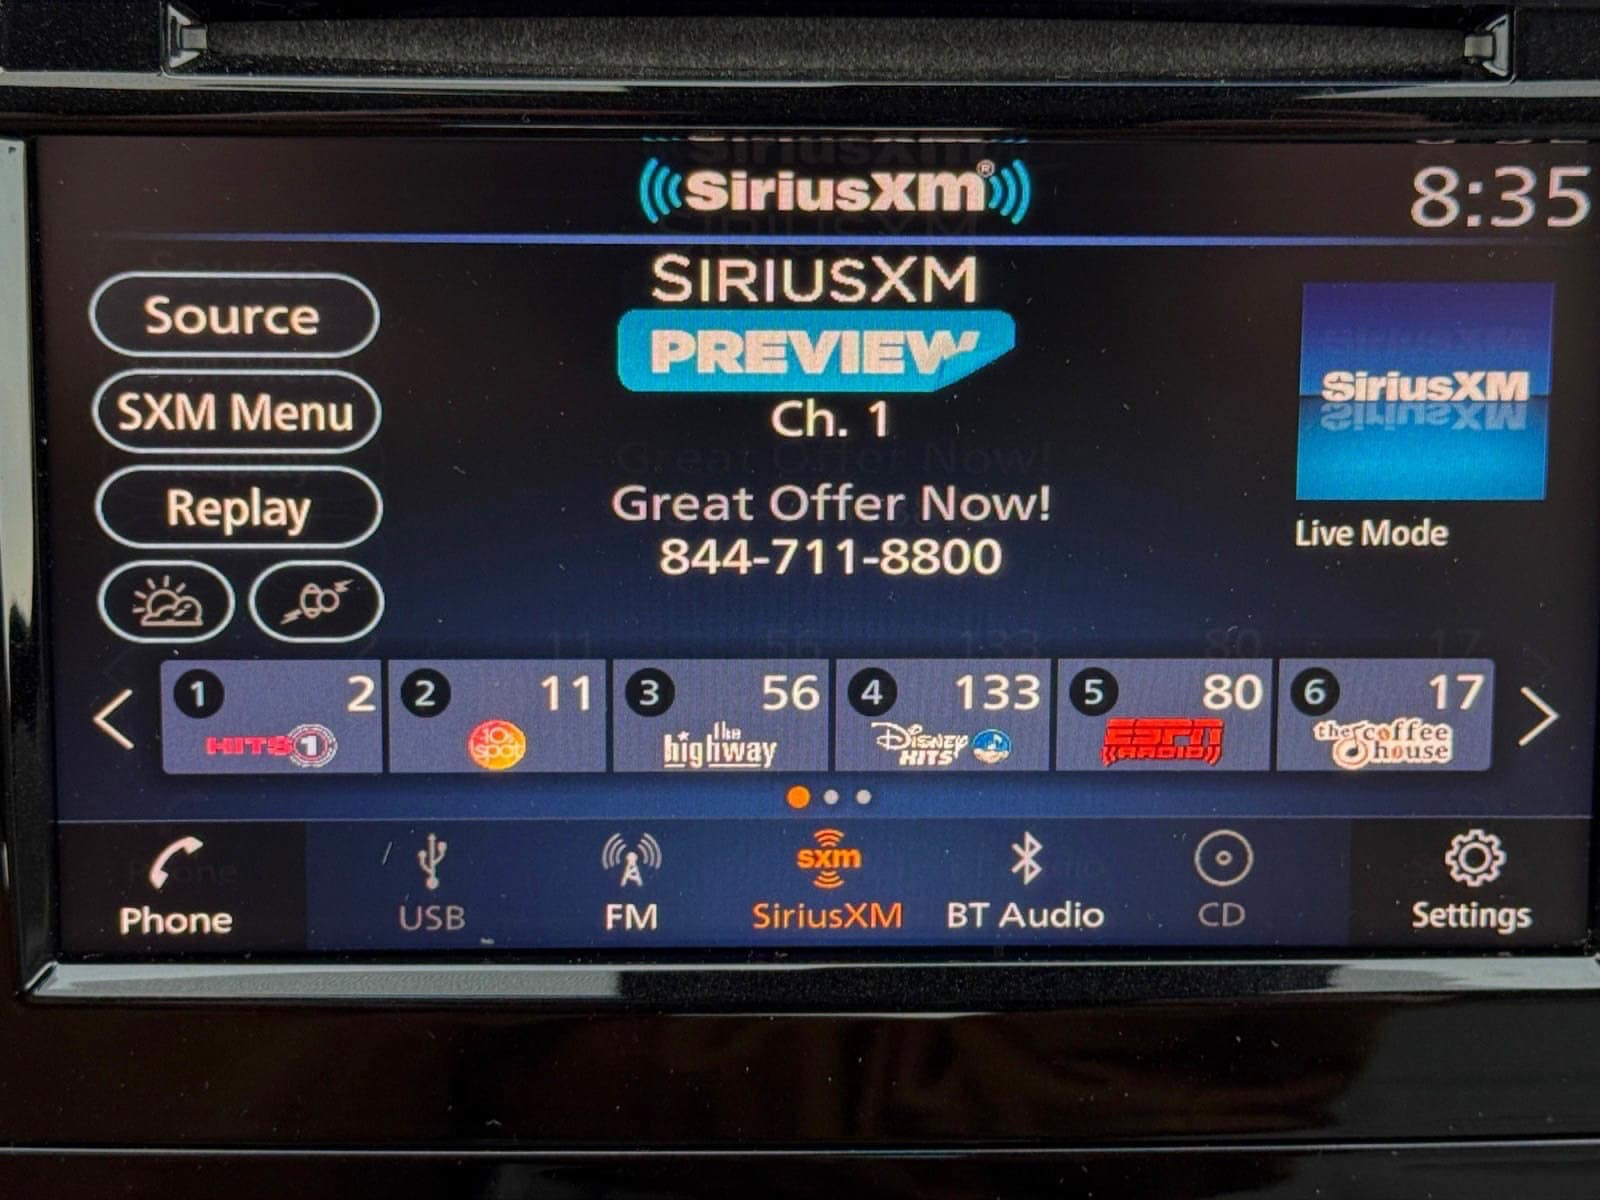 SiriusXM®
8:35
Source
SIRIUSXM
PREVIEW
SXM Menu
Ch. 1
SiriusXM
Replay
Great Offer Now!
844-711-8800
Live Mode
1 2
HITS 1
2 11
10s spot
3 56
the highway
4 133
Disney HITS
5 80
ESPN RADIO
6 17
the coffee house
sxm
Phone
USB
FM
SiriusXM
BT Audio
CD
Settings